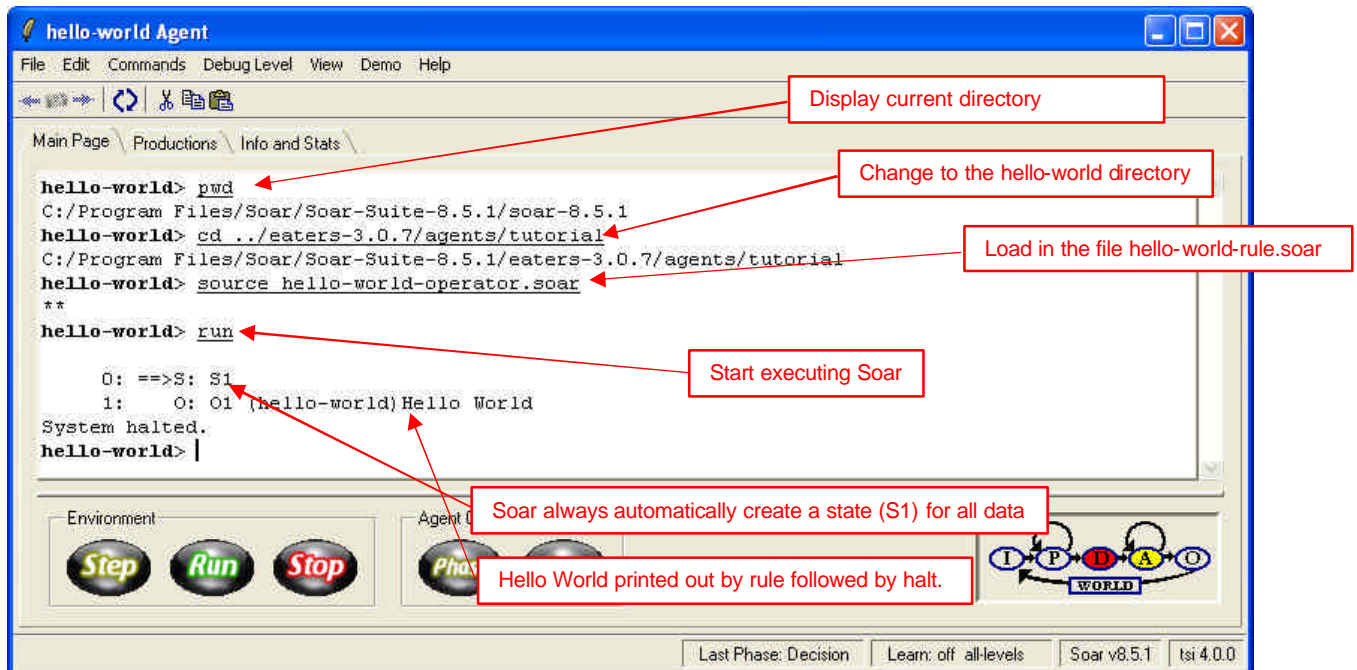 hello-world Agent
File Edit Commands Debug Level View Demo Help
Display current directory
Main Page Productions Info and Stats
Change to the hello-world directory
hello-world> pwd
C:/Program Files/Soar/Soar-Suite-8.5.1/soar-8.5.1
hello-world> cd ../eaters-3.0.7/agents/tutorial
Load in the file hello-world-rule.soar
C:/Program Files/Soar/Soar-Suite-8.5.1/eaters-3.0.7/agents/tutorial
hello-world> source hello-world-operator.soar
**
hello-world> run
Start executing Soar
0: ==>S: S1
1: O: O1 (hello-world)Hello World
System halted.
hello-world>
Soar always automatically create a state (S1) for all data
Environment
Agent
Step Run Stop
Hello World printed out by rule followed by halt.
I P D A O
WORLD
Last Phase: Decision Learn: off all-levels Soar v8.5.1 tsi 4.0.0